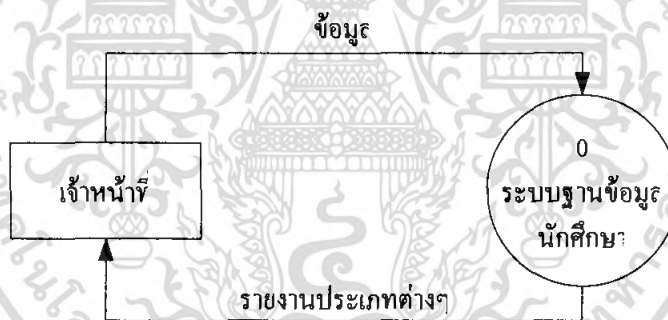 ข้อมูล
เจ้าหน้าที่
0
ระบบฐานข้อมูล
นักศึกษา
รายงานประเภทต่างๆ